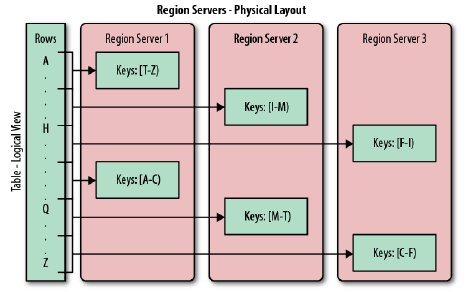 Region Servers - Physical Layout
Table - Logical View
Rows
A
.
.
.
H
.
.
.
.
Q
.
.
Z
Region Server 1
Keys: [T-Z)
Keys: [A-C)
Region Server 2
Keys: [I-M)
Keys: [M-T)
Region Server 3
Keys: [F-I)
Keys: [C-F)